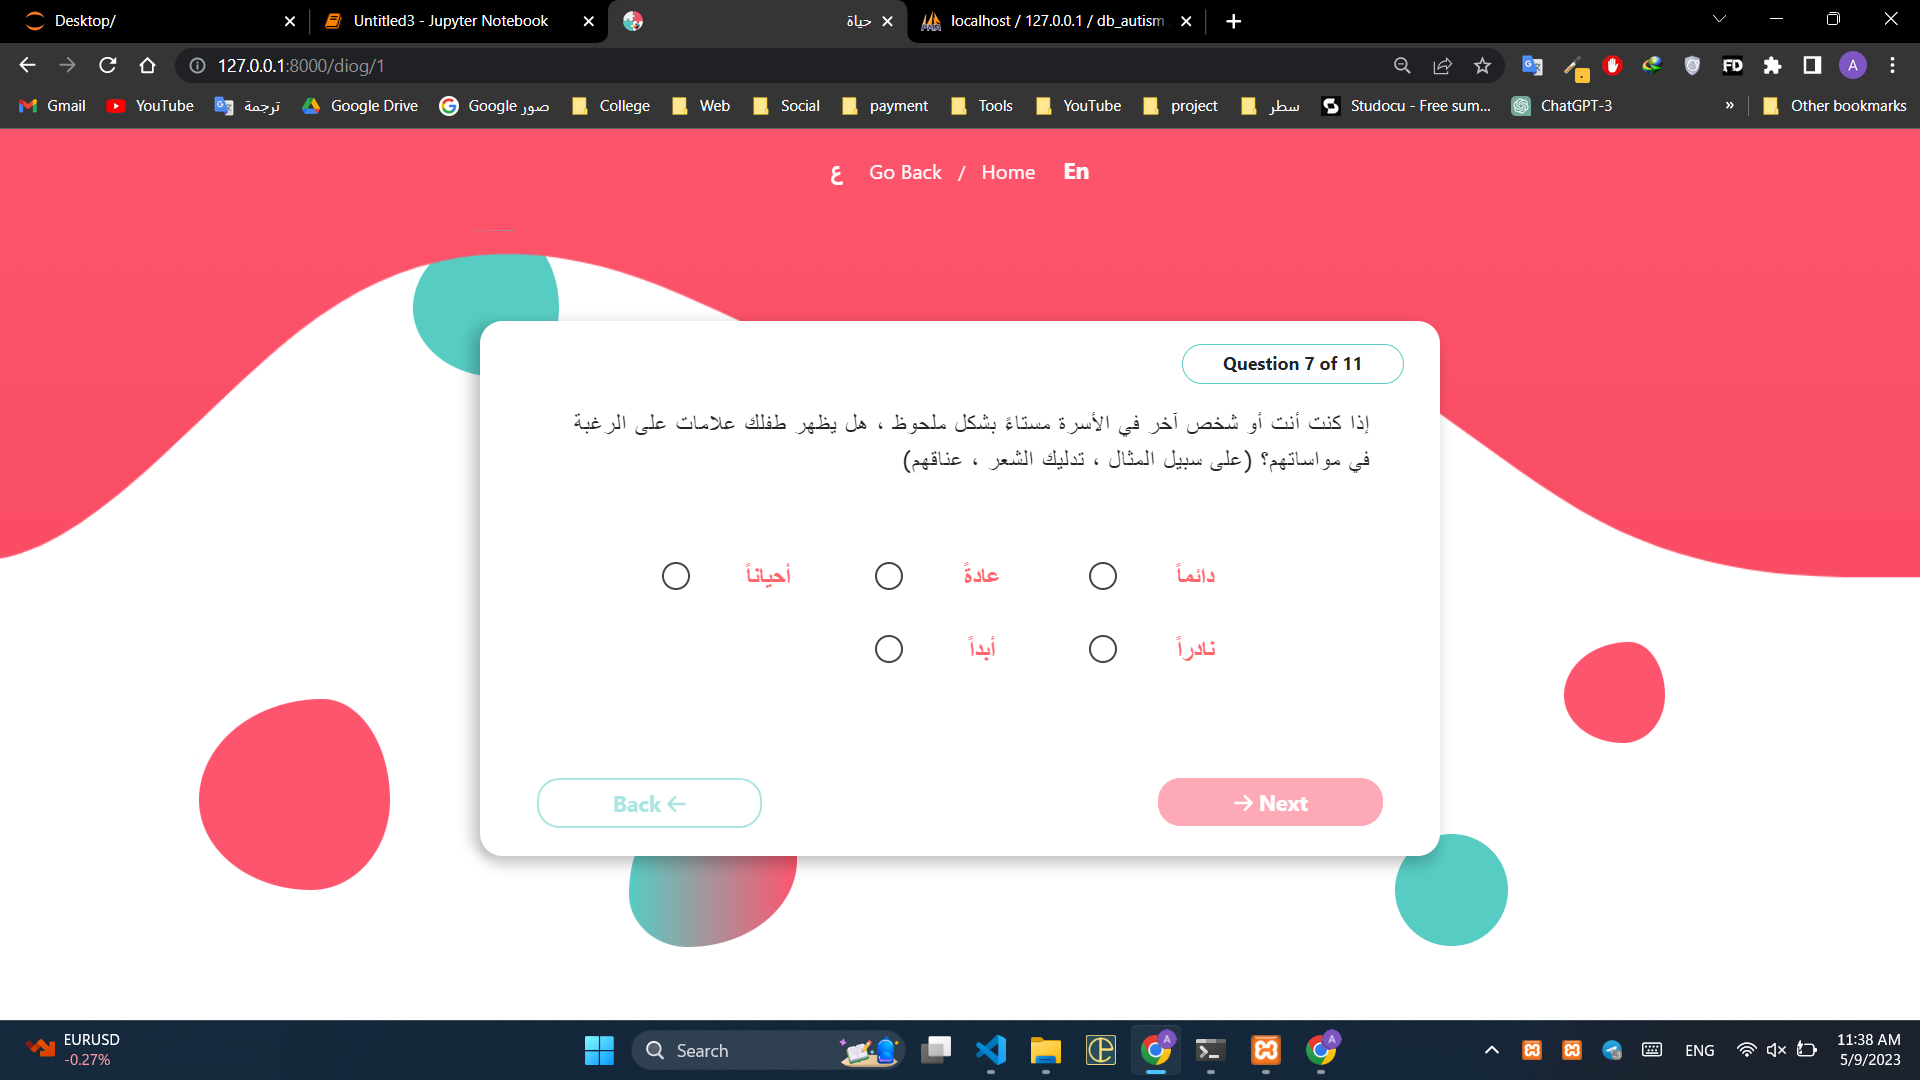 Desktop/
Untitled3 - Jupyter Notebook
حياة
localhost / 127.0.0.1 / db_autism
127.0.0.1:8000/diog/1
A
Gmail
YouTube
ترجمة
Google Drive
Google صور
College
Web
Social
payment
Tools
YouTube
project
سطر
Studocu - Free sum...
ChatGPT-3
»
Other bookmarks
ع Go Back / Home En
Question 7 of 11
إذا كنت أنت أو شخص آخر في الأسرة مستاءً بشكل ملحوظ ، هل يظهر طفلك علامات على الرغبة
في مواساتهم؟ (على سبيل المثال ، تدليك الشعر ، عناقهم)
دائماً
عادةً
أحياناً
نادراً
أبداً
Back ←
→ Next
EURUSD
-0.27%
Search
ENG
11:38 AM
5/9/2023